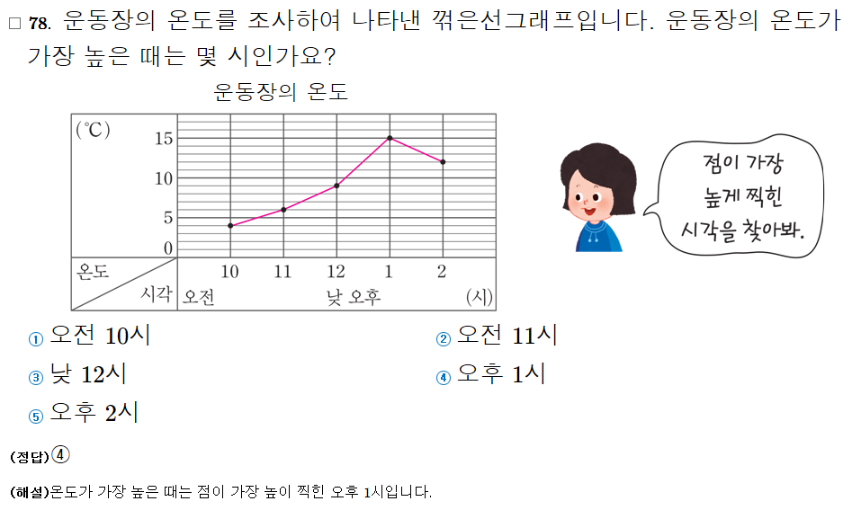 □ 78. 운동장의 온도를 조사하여 나타낸 꺾은선그래프입니다. 운동장의 온도가
가장 높은 때는 몇 시인가요?
운동장의 온도
(℃)
15
10
5
0
온도
시각
10 11 12 1 2
오전 낮 오후 (시)
점이 가장
높게 찍힌
시각을 찾아봐.
① 오전 10시 ② 오전 11시
③ 낮 12시 ④ 오후 1시
⑤ 오후 2시
(정답)④
(해설)온도가 가장 높은 때는 점이 가장 높이 찍힌 오후 1시입니다.